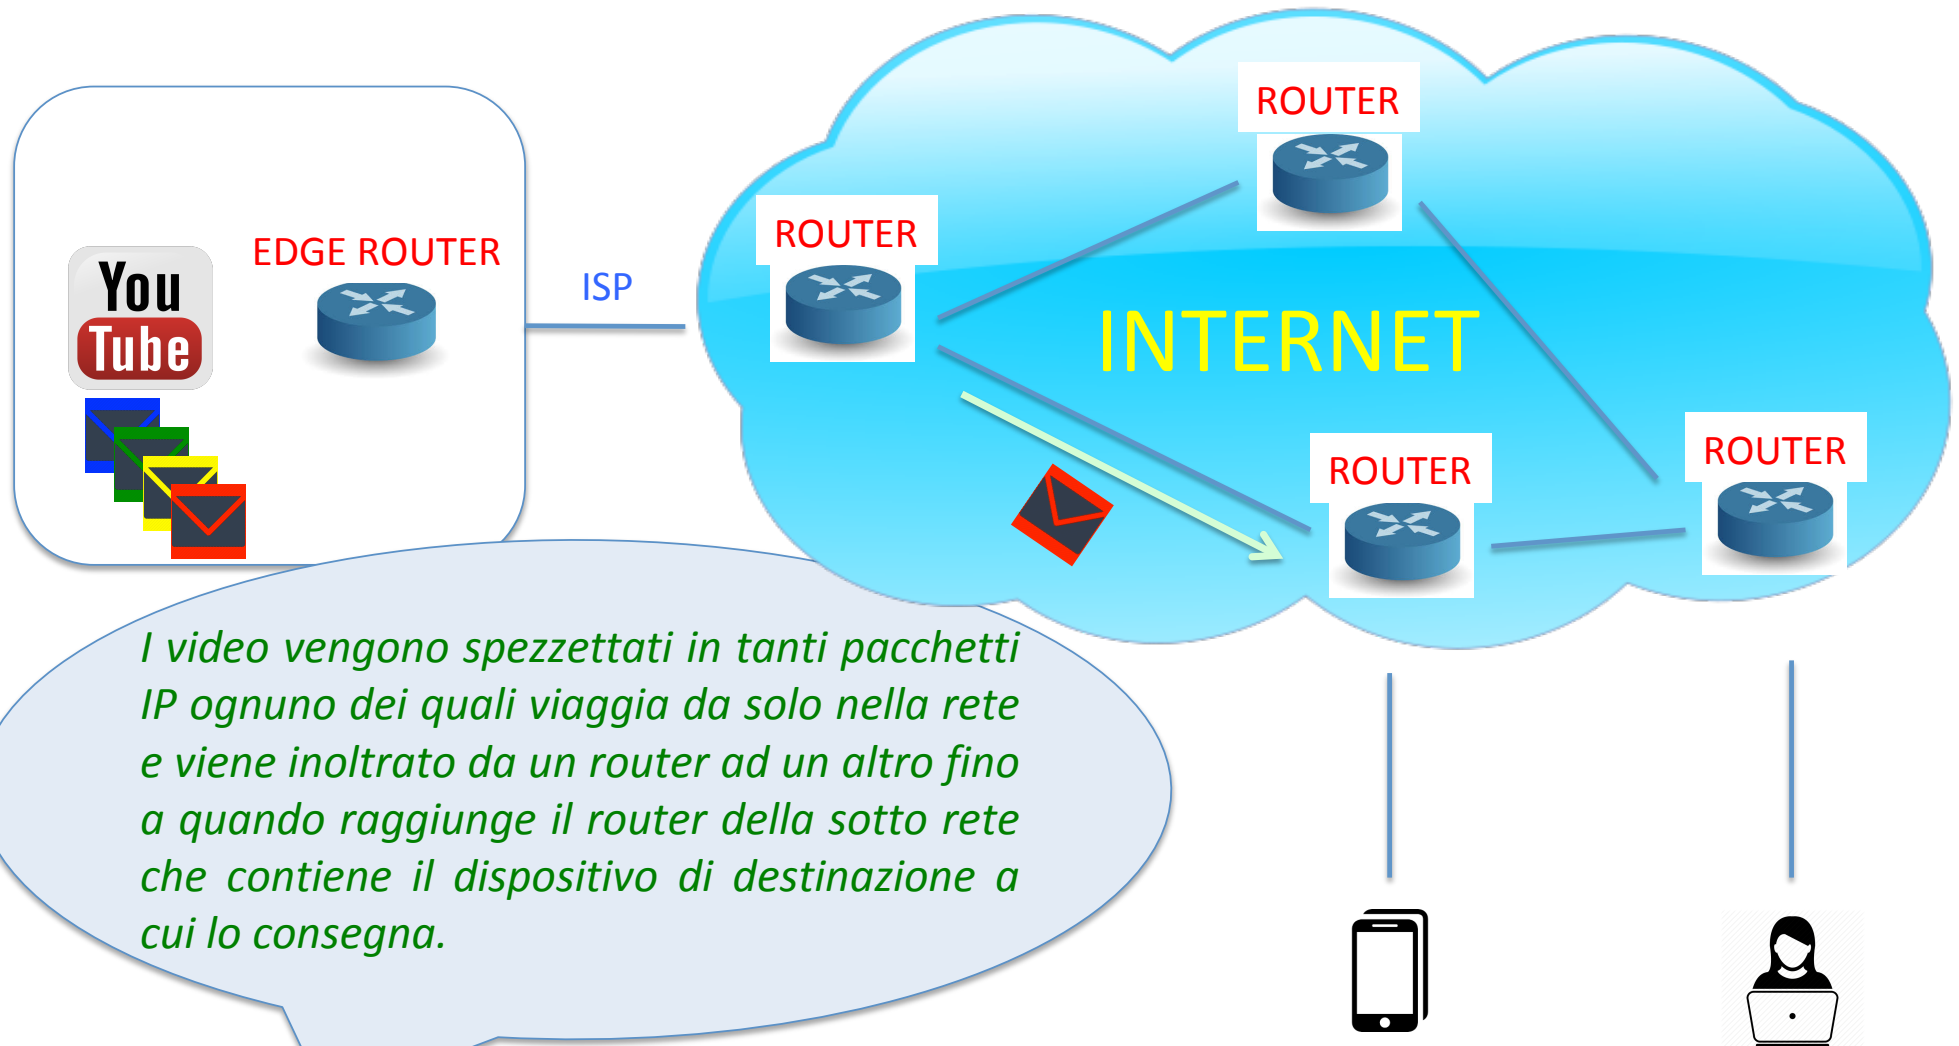 ROUTER
ROUTER
EDGE ROUTER
ISP
You
Tube
INTERNET
ROUTER
ROUTER
I video vengono spezzettati in tanti pacchetti
IP ognuno dei quali viaggia da solo nella rete
e viene inoltrato da un router ad un altro fino
a quando raggiunge il router della sotto rete
che contiene il dispositivo di destinazione a
cui lo consegna.